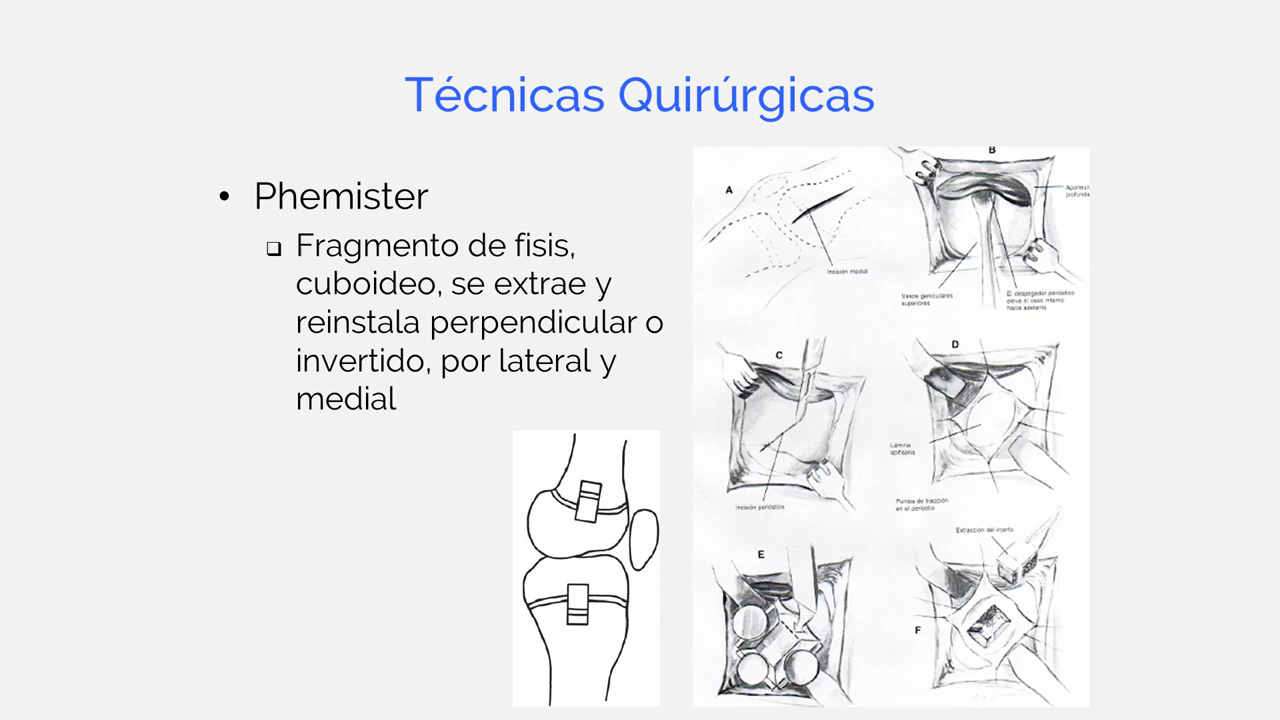 Técnicas Quirúrgicas
• Phemister
❑ Fragmento de fisis,
cuboideo, se extrae y
reinstala perpendicular o
invertido, por lateral y
medial
A
Incisión medial
B
Vasos geniculares
superiores
El despegador perióstico
eleva el vaso interno
hacia adelante
C
Incisión perióstica
D
Lámina
epifisaria
Puntos de tracción
en el periostio
E
Extracción del injerto
F